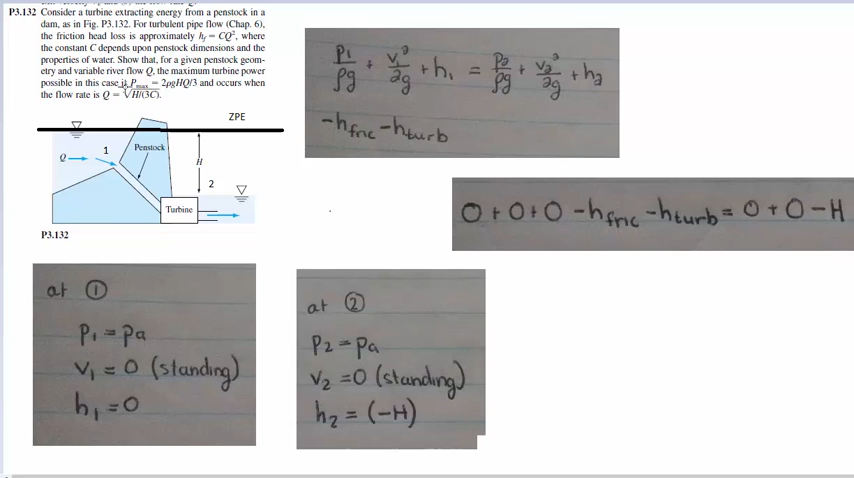 P3.132 Consider a turbine extracting energy from a penstock in a
dam, as in Fig. P3.132. For turbulent pipe flow (Chap. 6),
the friction head loss is approximately h_f = CQ², where
the constant C depends upon penstock dimensions and the
properties of water. Show that, for a given penstock geom-
etry and variable river flow Q, the maximum turbine power
possible in this case is P_max = 2ρgHQ/3 and occurs when
the flow rate is Q = √H/(3C).
ZPE
1
Penstock
Q
H
2
Turbine
P3.132
P₁/ρg + V₁²/2g + h₁ = P₂/ρg + V₂²/2g + h₂
-hfric -hturb
0 + 0 + 0 -hfric -hturb = 0 + 0 - H
at ①
P₁ = Pa
V₁ = 0 (standing)
h₁ = 0
at ②
P₂ = Pa
V₂ = 0 (standing)
h₂ = (-H)